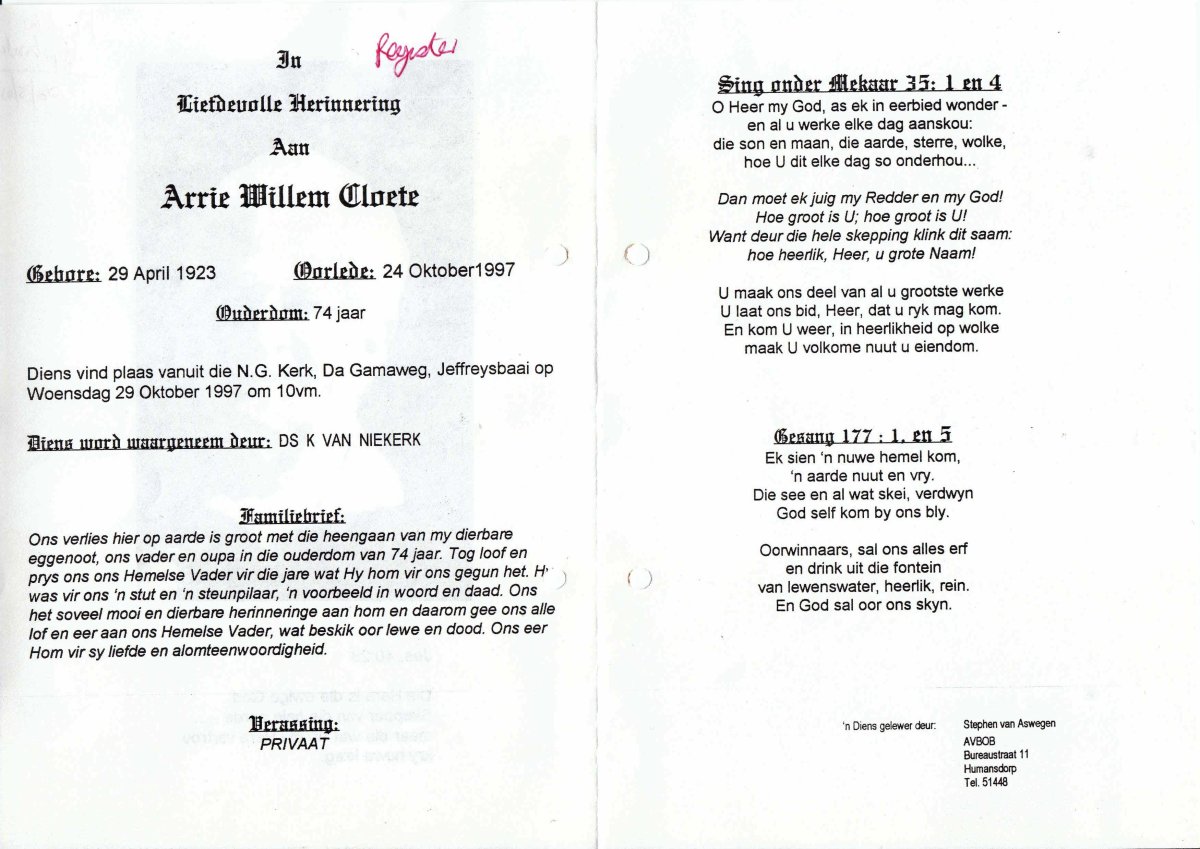 In
Register
Liefdevolle Herinnering
Aan
Arrie Willem Cloete
Gebore: 29 April 1923 Oorlede: 24 Oktober1997
Ouderdom: 74 jaar
Diens vind plaas vanuit die N.G. Kerk, Da Gamaweg, Jeffreysbaai op
Woensdag 29 Oktober 1997 om 10vm.
Diens word waargeneem deur: DS K VAN NIEKERK
Familiebrief:
Ons verlies hier op aarde is groot met die heengaan van my dierbare
eggenoot, ons vader en oupa in die ouderdom van 74 jaar. Tog loof en
prys ons ons Hemelse Vader vir die jare wat Hy hom vir ons gegun het.
was vir ons 'n stut en 'n steunpilaar, 'n voorbeeld in woord en daad. Ons
het soveel mooi en dierbare herinneringe aan hom en daarom gee ons alle
lof en eer aan ons Hemelse Vader, wat beskik oor lewe en dood. Ons eer
Hom vir sy liefde en alomteenwoordigheid.
Verassing:
PRIVAAT
Sing onder Mekaar 35: 1 en 4
O Heer my God, as ek in eerbied wonder -
en al u werke elke dag aanskou:
die son en maan, die aarde, sterre, wolke,
hoe U dit elke dag so onderhou...
Dan moet ek juig my Redder en my God!
Hoe groot is U; hoe groot is U!
Want deur die hele skepping klink dit saam:
hoe heerlik, Heer, u grote Naam!
U maak ons deel van al u grootste werke
U laat ons bid, Heer, dat u ryk mag kom.
En kom U weer, in heerlikheid op wolke
maak U volkome nuut u eiendom.
Gesang 177 : 1. en 5
Ek sien 'n nuwe hemel kom,
'n aarde nuut en vry.
Die see en al wat skei, verdwyn
God self kom by ons bly.
Oorwinnaars, sal ons alles erf
en drink uit die fontein
van lewenswater, heerlik, rein.
En God sal oor ons skyn.
'n Diens gelewer deur: Stephen van Aswegen
AVBOB
Bureaustraat 11
Humansdorp
Tel. 51448